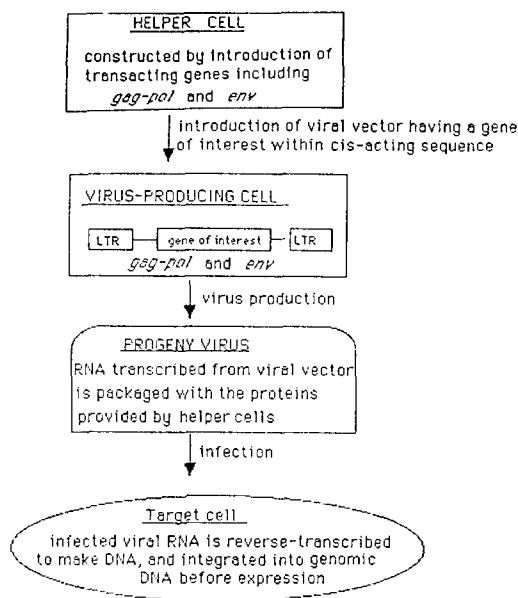 HELPER CELL
constructed by introduction of
transacting genes including
gag-pol and env
introduction of viral vector having a gene
of interest within cis-acting sequence
VIRUS-PRODUCING CELL
LTR gene of interest LTR
gag-pol and env
virus production
PROGENY VIRUS
RNA transcribed from viral vector
is packaged with the proteins
provided by helper cells
infection
Target cell
infected viral RNA is reverse-transcribed
to make DNA, and integrated into genomic
DNA before expression